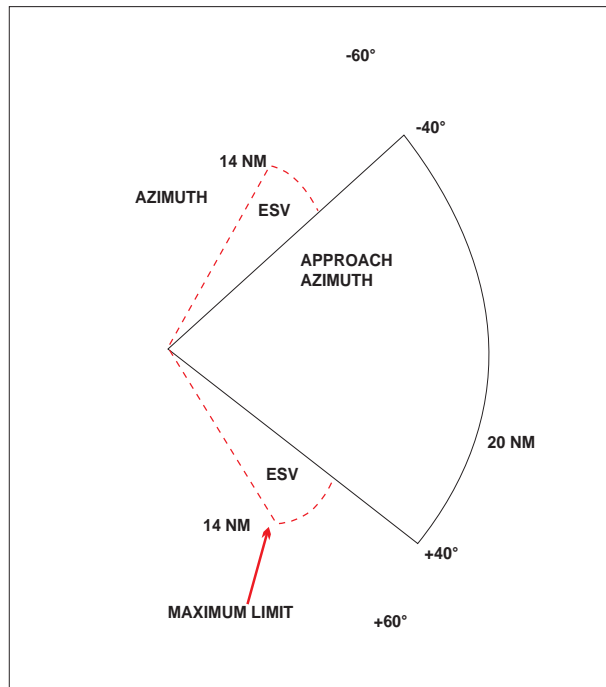 -60°
-40°
14 NM
AZIMUTH
ESV
APPROACH
AZIMUTH
20 NM
ESV
14 NM
+40°
MAXIMUM LIMIT
+60°